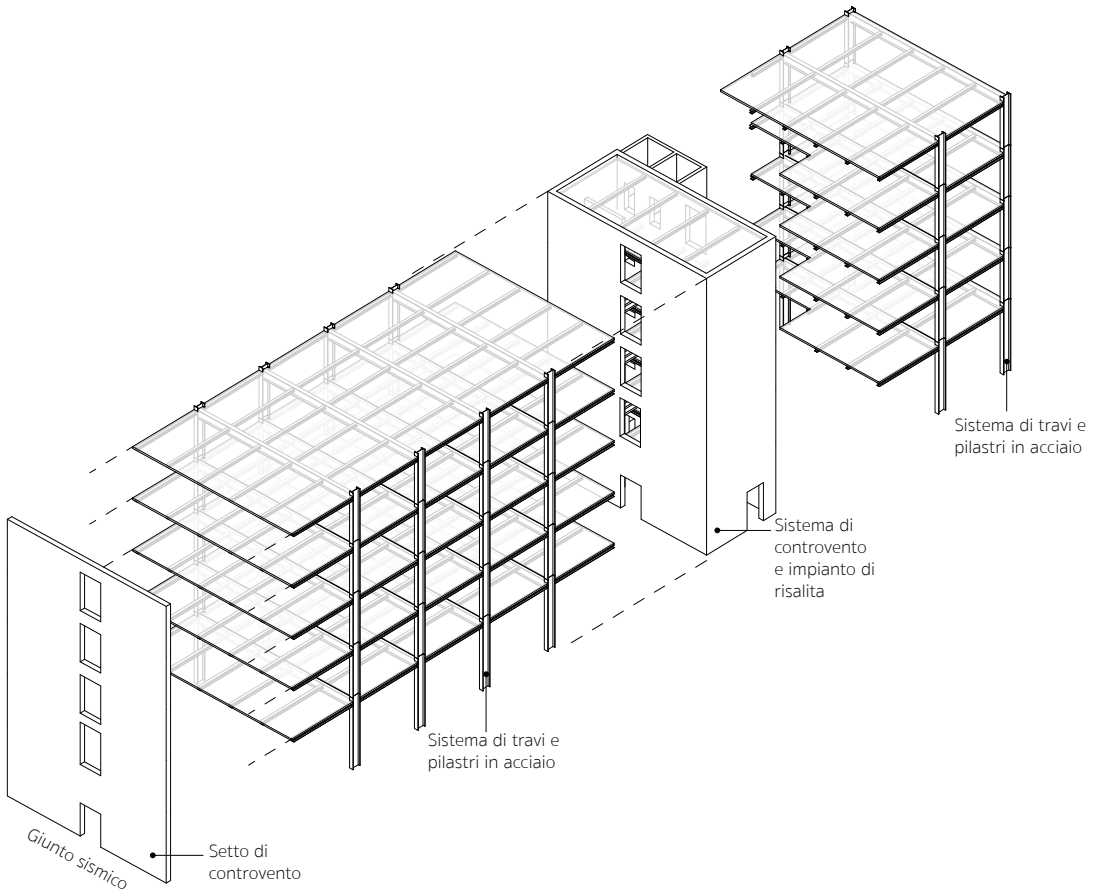 Sistema di travi e
pilastri in acciaio
Sistema di
controvento
e impianto di
risalita
Sistema di travi e
pilastri in acciaio
Giunto sismico
Setto di
controvento